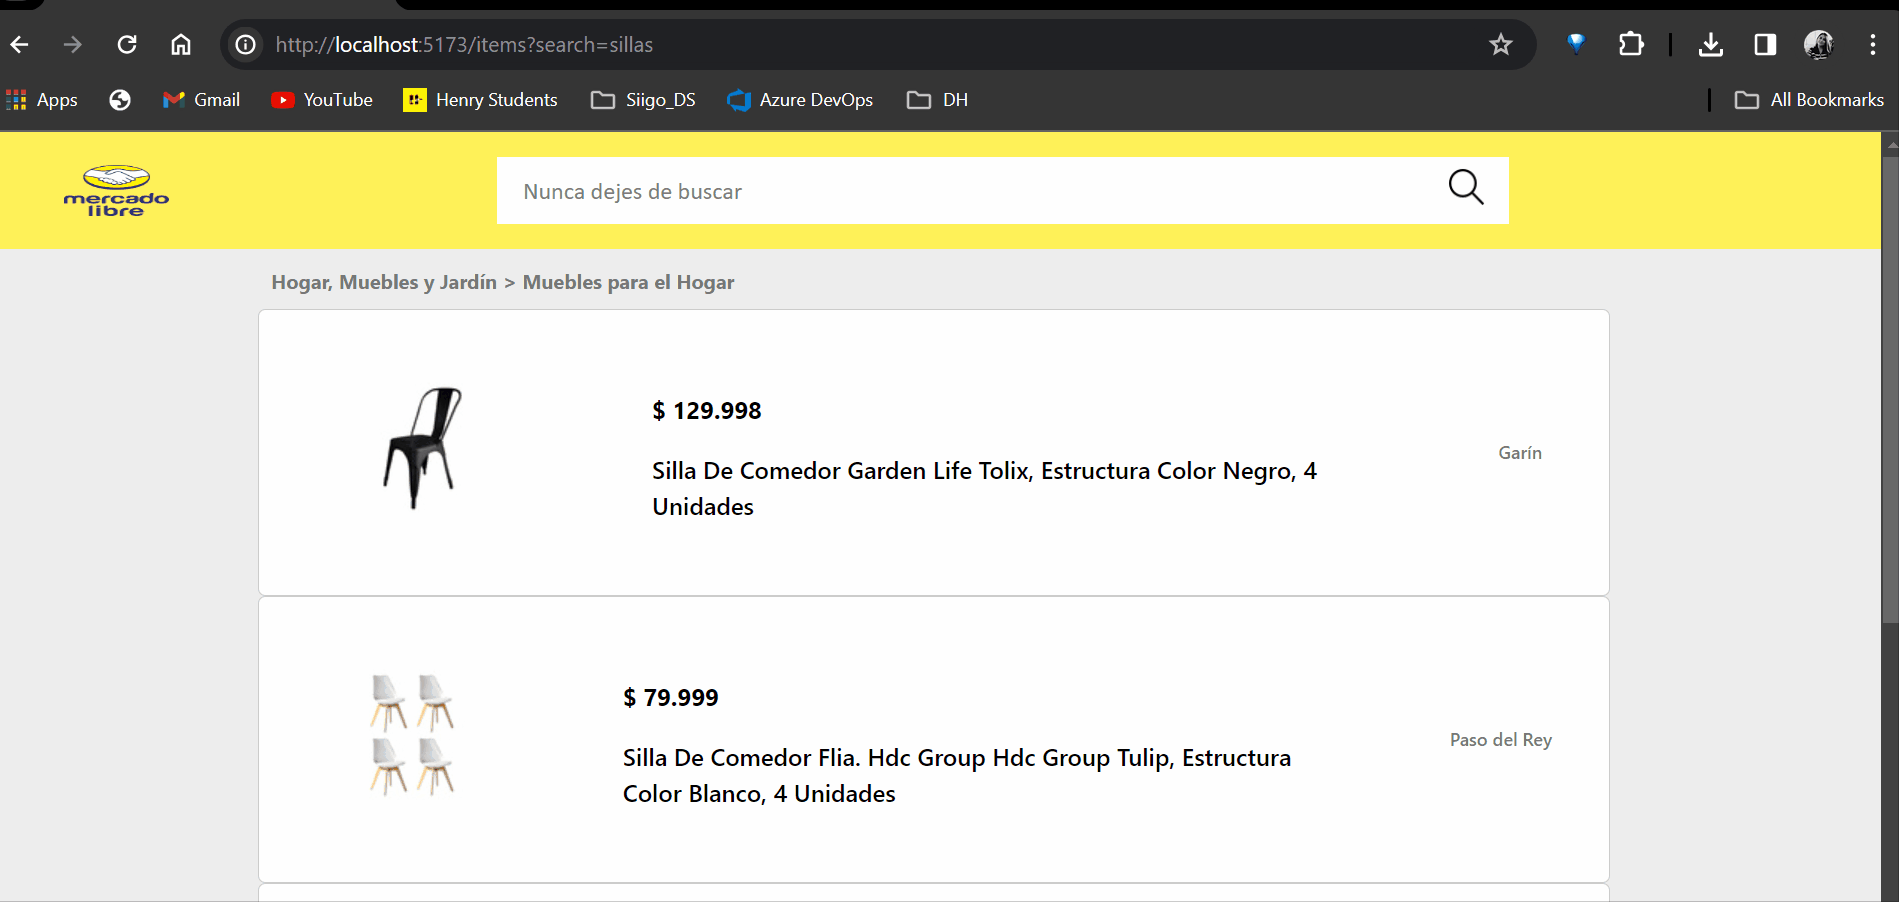 http://localhost:5173/items?search=sillas
Apps Gmail YouTube Henry Students Siigo_DS Azure DevOps DH All Bookmarks
mercado
libre
Nunca dejes de buscar
Hogar, Muebles y Jardín > Muebles para el Hogar
$ 129.998
Silla De Comedor Garden Life Tolix, Estructura Color Negro, 4
Unidades
Garín
$ 79.999
Silla De Comedor Flia. Hdc Group Hdc Group Tulip, Estructura
Color Blanco, 4 Unidades
Paso del Rey